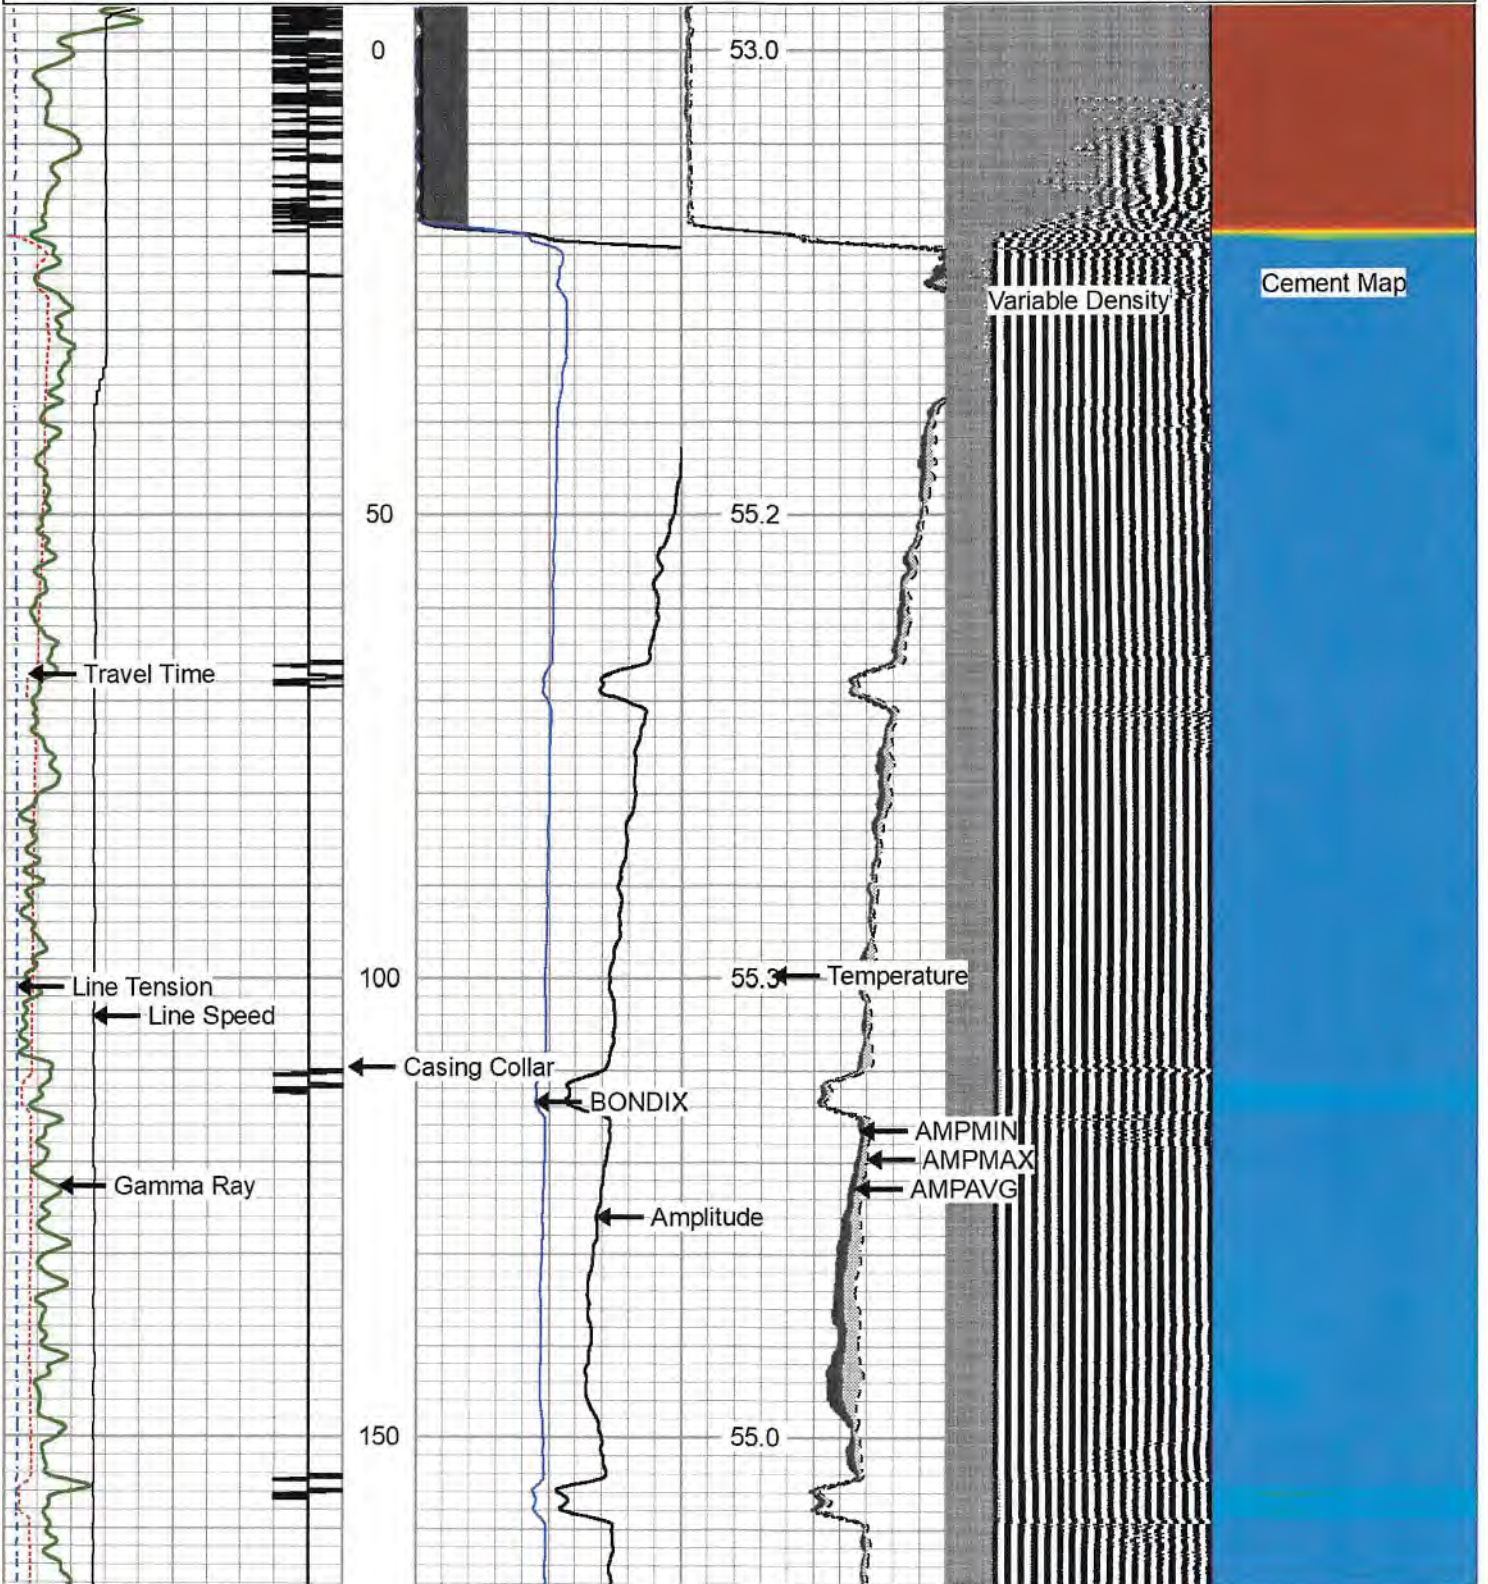 0
53.0
Cement Map
Variable Density
50
55.2
Travel Time
100
55.3
Temperature
Line Tension
Line Speed
Casing Collar
BONDIX
AMPMIN
AMPMAX
Gamma Ray
AMPAVG
Amplitude
150
55.0